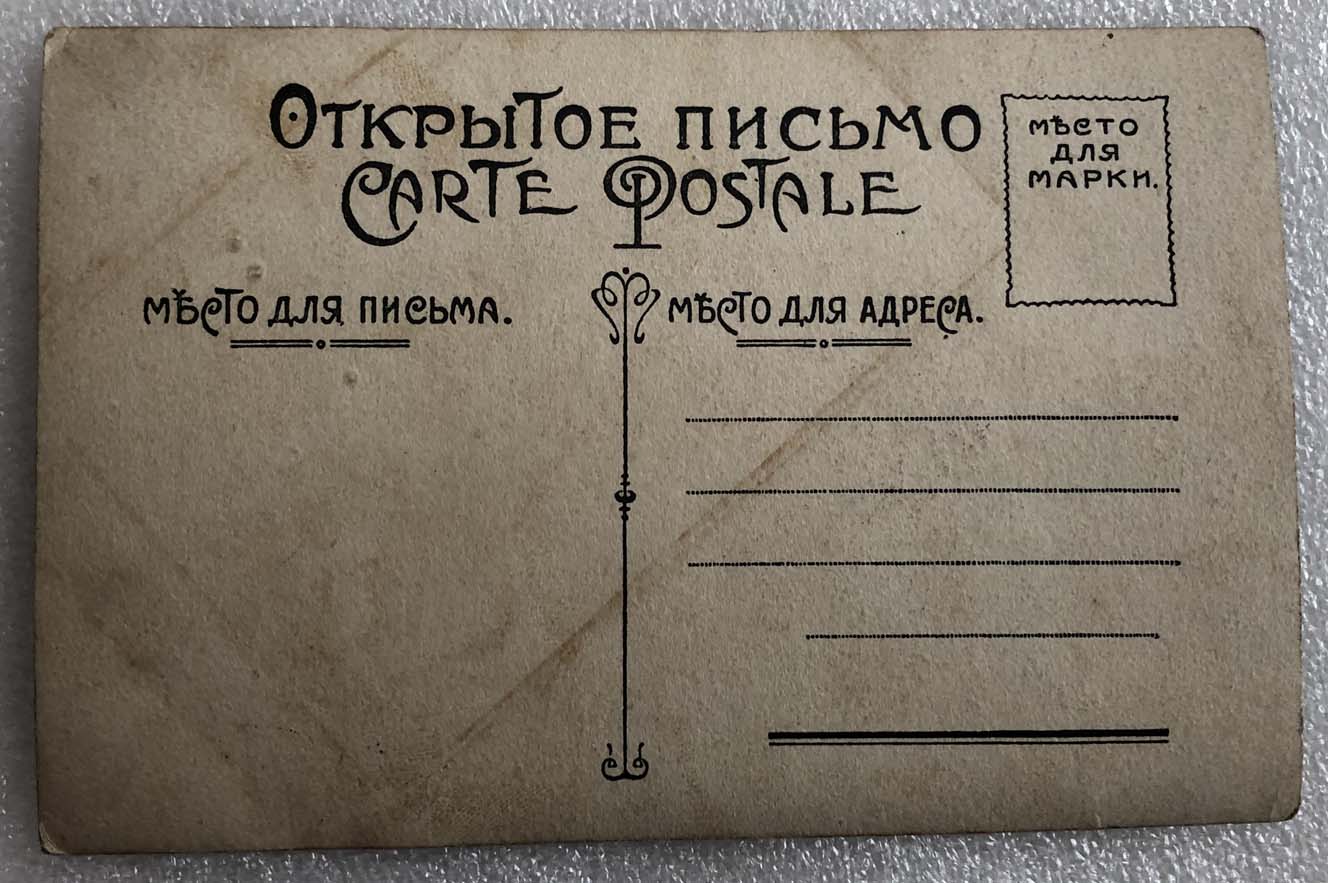 Открытое письмо
Carte Postale
мѣсто
для
марки.
мѣсто для письма.
мѣсто для адреса.